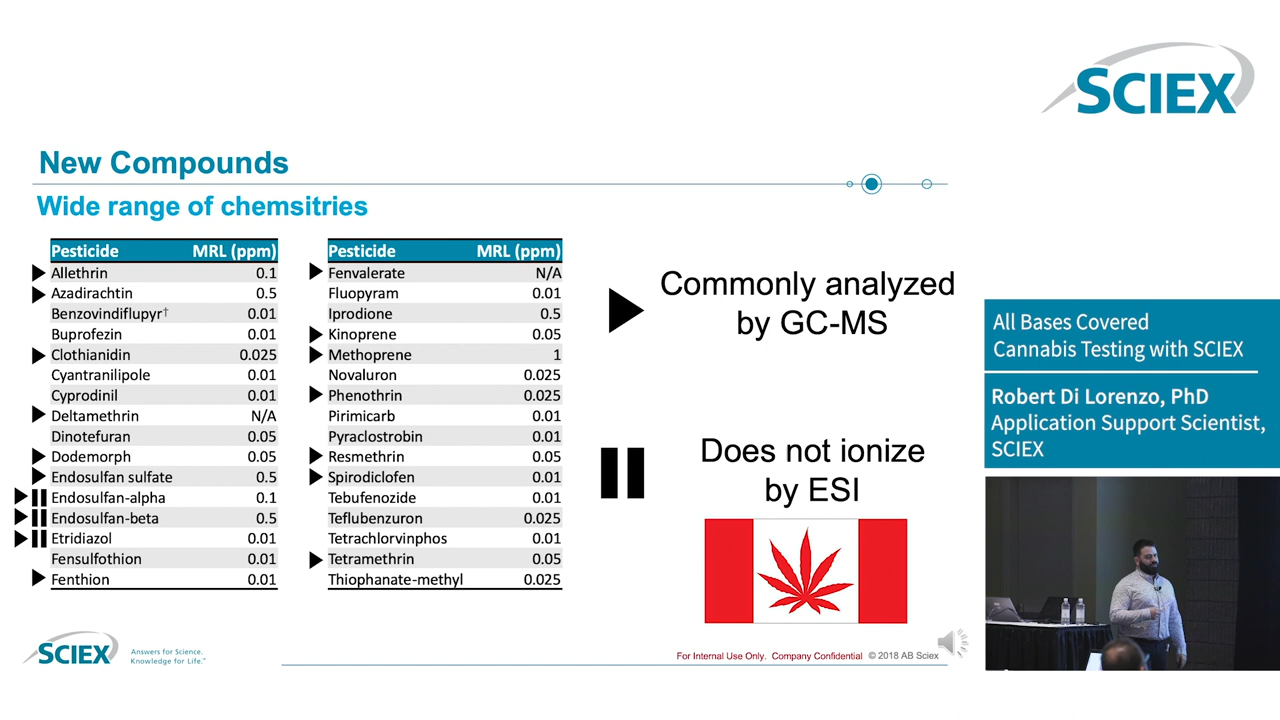 SCIEX
New Compounds
Wide range of chemsitries
Pesticide MRL (ppm)
Allethrin 0.1
Azadirachtin 0.5
Benzovindiflupyr† 0.01
Buprofezin 0.01
Clothianidin 0.025
Cyantranilipole 0.01
Cyprodinil 0.01
Deltamethrin N/A
Dinotefuran 0.05
Dodemorph 0.05
Endosulfan sulfate 0.5
Endosulfan-alpha 0.1
Endosulfan-beta 0.5
Etridiazol 0.01
Fensulfothion 0.01
Fenthion 0.01
Pesticide MRL (ppm)
Fenvalerate N/A
Fluopyram 0.01
Iprodione 0.5
Kinoprene 0.05
Methoprene 1
Novaluron 0.025
Phenothrin 0.025
Pirimicarb 0.01
Pyraclostrobin 0.01
Resmethrin 0.05
Spirodiclofen 0.01
Tebufenozide 0.01
Teflubenzuron 0.025
Tetrachlorvinphos 0.01
Tetramethrin 0.05
Thiophanate-methyl 0.025
Commonly analyzed
by GC-MS
Does not ionize
by ESI
All Bases Covered
Cannabis Testing with SCIEX
Robert Di Lorenzo, PhD
Application Support Scientist,
SCIEX
SCIEX
Answers for Science.
Knowledge for Life.™
For Internal Use Only. Company Confidential © 2018 AB Sciex